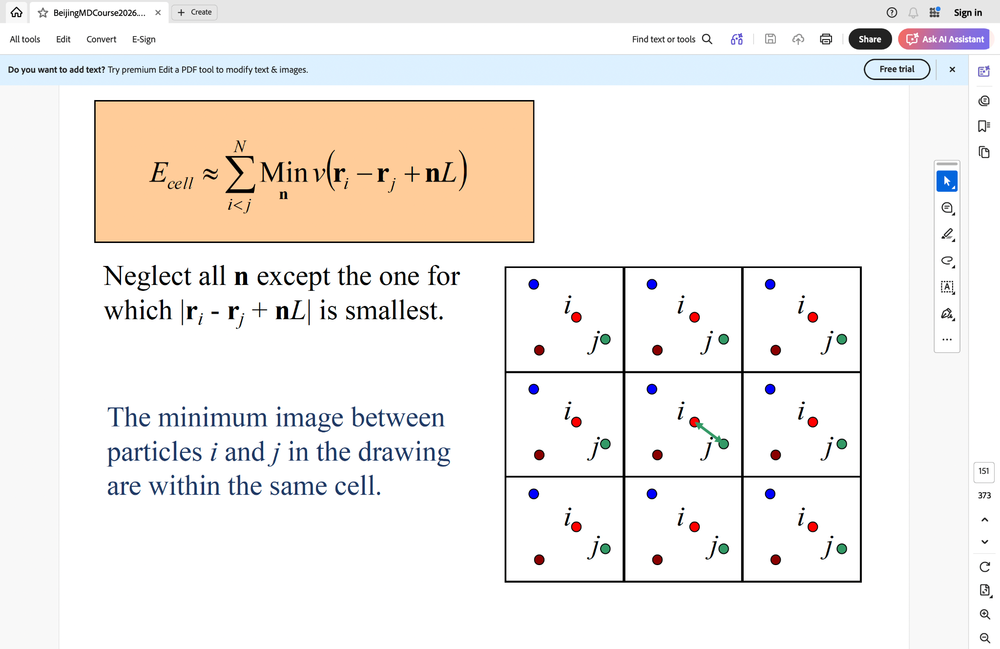 BeijingMDCourse2026....
Create
Sign in
All tools
Edit
Convert
E-Sign
Find text or tools
Share
Ask AI Assistant
Do you want to add text? Try premium Edit a PDF tool to modify text & images.
Free trial
E_cell ≈ ∑_{i<j}^{N} Min_n v(r_i − r_j + nL)
Neglect all n except the one for
which |r_i - r_j + nL| is smallest.
The minimum image between
particles i and j in the drawing
are within the same cell.
i i i
j j j
i i i
j j j
i i i
j j j
A
151
373